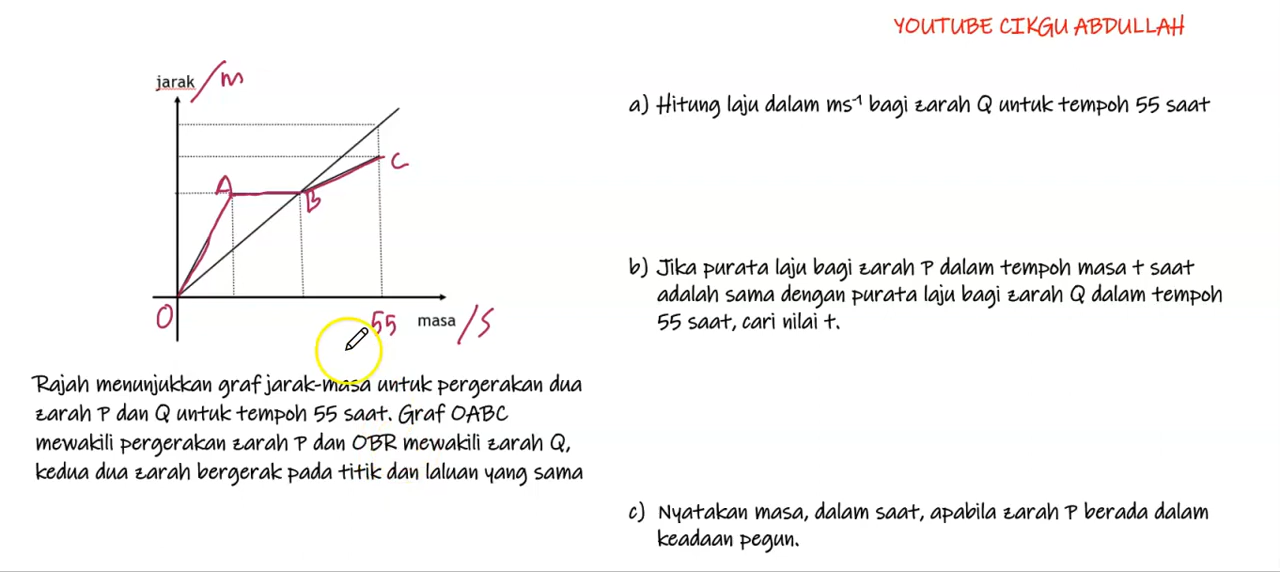 YOUTUBE CIKGU ABDULLAH
jarak /m
A
B
C
O
55
masa /s
Rajah menunjukkan graf jarak-masa untuk pergerakan dua
zarah P dan Q untuk tempoh 55 saat. Graf OABC
mewakili pergerakan zarah P dan OBR mewakili zarah Q,
kedua dua zarah bergerak pada titik dan laluan yang sama
a) Hitung laju dalam ms⁻¹ bagi zarah Q untuk tempoh 55 saat
b) Jika purata laju bagi zarah P dalam tempoh masa t saat
adalah sama dengan purata laju bagi zarah Q dalam tempoh
55 saat, cari nilai t.
c) Nyatakan masa, dalam saat, apabila zarah P berada dalam
keadaan pegun.